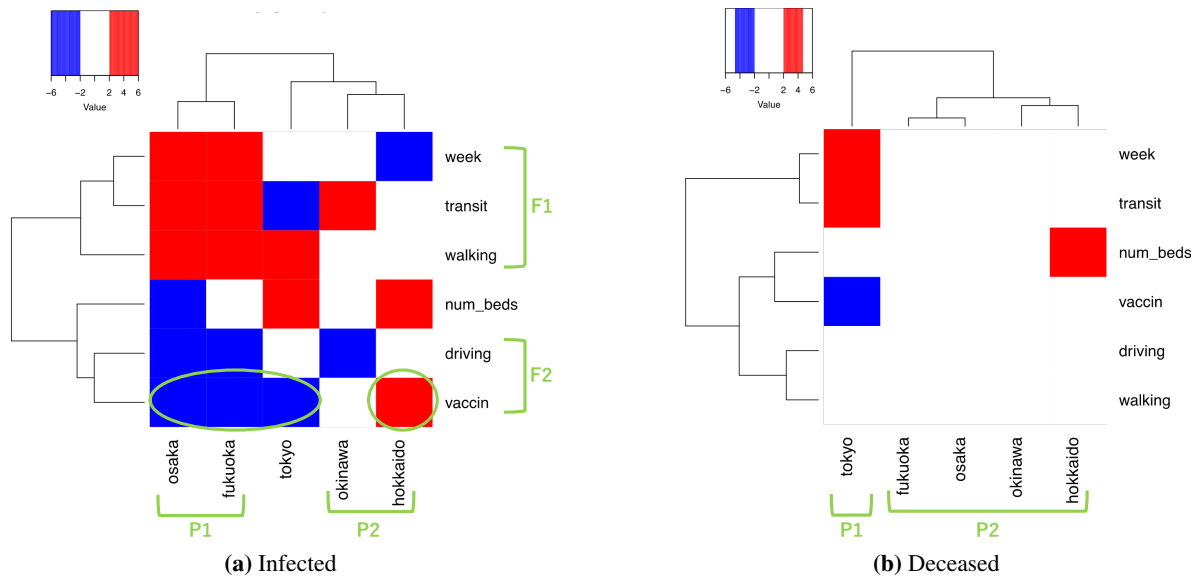 −6 −2 2 4 6
Value
week
transit
walking
num_beds
driving
vaccin
F1
F2
osaka
fukuoka
tokyo
okinawa
hokkaido
P1
P2
(a) Infected
−6 −2 2 4 6
Value
week
transit
num_beds
vaccin
driving
walking
tokyo
fukuoka
osaka
okinawa
hokkaido
P1
P2
(b) Deceased